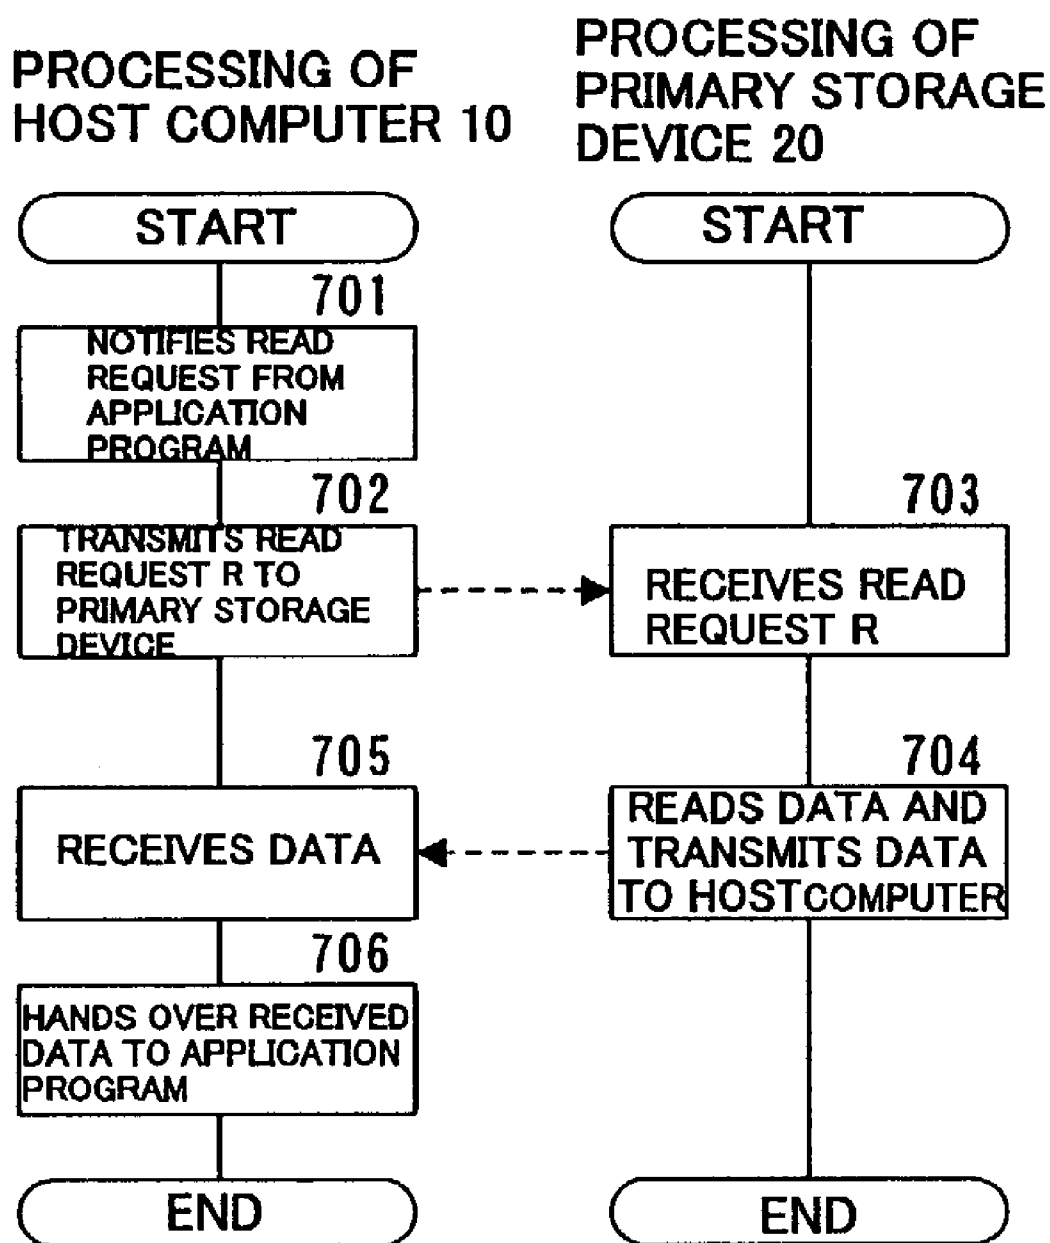 PROCESSING OF
HOST COMPUTER 10
START
701
NOTIFIES READ
REQUEST FROM
APPLICATION
PROGRAM
702
TRANSMITS READ
REQUEST R TO
PRIMARY STORAGE
DEVICE
705
RECEIVES DATA
706
HANDS OVER RECEIVED
DATA TO APPLICATION
PROGRAM
END
PROCESSING OF
PRIMARY STORAGE
DEVICE 20
START
703
RECEIVES READ
REQUEST R
704
READS DATA AND
TRANSMITS DATA
TO HOST COMPUTER
END